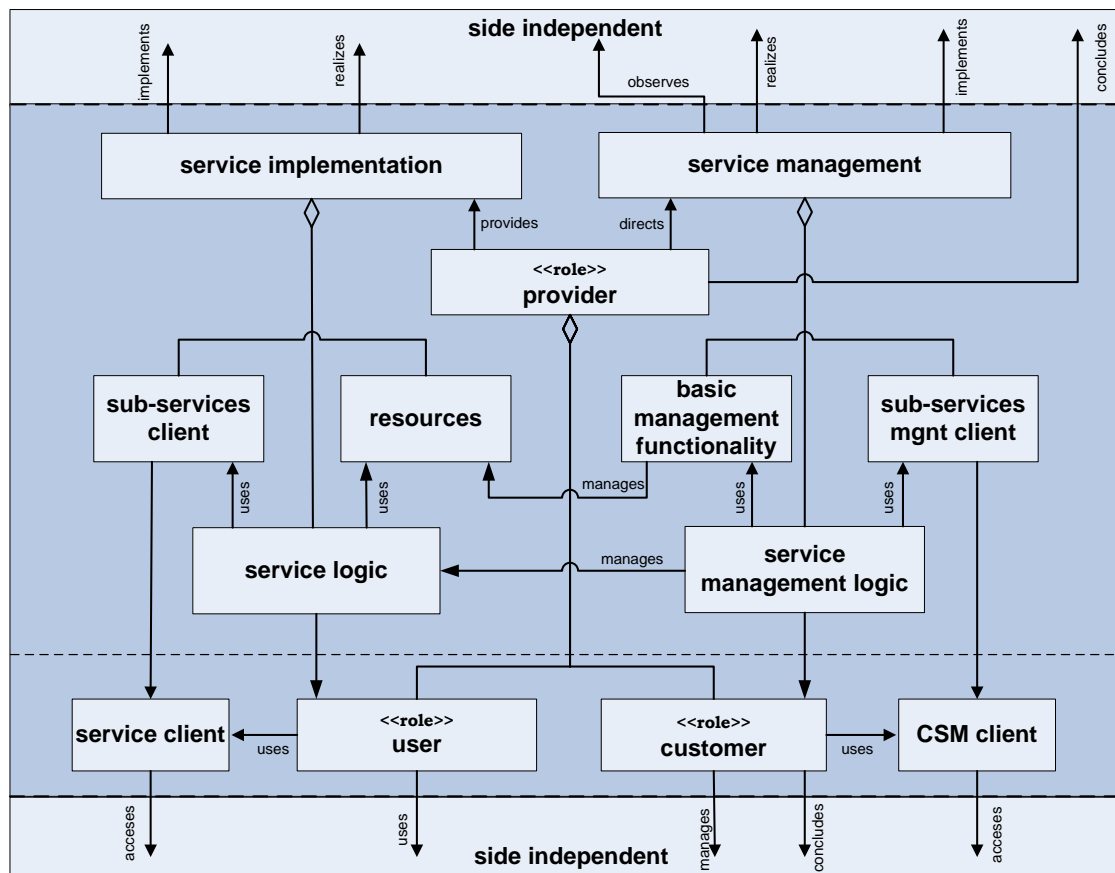 side independent
implements
realizes
observes
realizes
implements
concludes
service implementation
service management
provides
directs
<<role>>
provider
sub-services
client
resources
basic
management
functionality
sub-services
mgnt client
uses
uses
manages
uses
uses
service logic
manages
service
management logic
service client
uses
<<role>>
user
<<role>>
customer
uses
CSM client
acceses
uses
manages
concludes
acceses
side independent